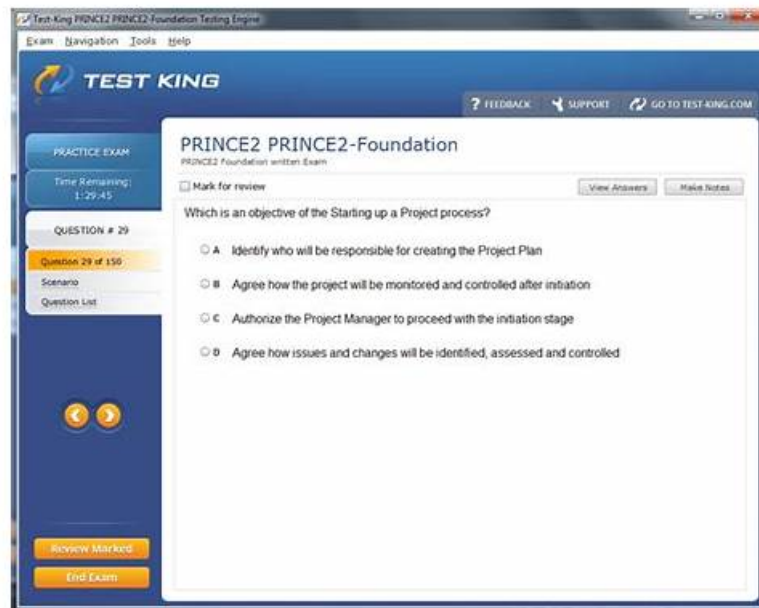 Test-King PRINCE2 PRINCE2-Foundation Testing Engine
Exam Navigation Tools Help
TEST KING
? FEEDBACK SUPPORT GO TO TEST-KING.COM
PRACTICE EXAM
Time Remaining:
1:29:45
QUESTION # 29
Question 29 of 150
Scenario
Question List
PRINCE2 PRINCE2-Foundation
PRINCE2 Foundation written Exam
Mark for review
View Answers Make Notes
Which is an objective of the Starting up a Project process?
A Identify who will be responsible for creating the Project Plan
B Agree how the project will be monitored and controlled after initiation
C Authorize the Project Manager to proceed with the initiation stage
D Agree how issues and changes will be identified, assessed and controlled
Review Marked
End Exam